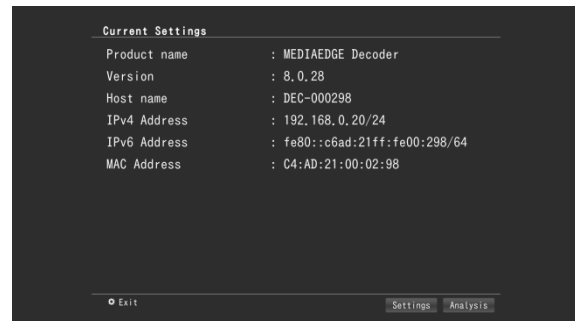 Current Settings
Product name : MEDIAEDGE Decoder
Version : 8.0.28
Host name : DEC-000298
IPv4 Address : 192.168.0.20/24
IPv6 Address : fe80::c6ad:21ff:fe00:298/64
MAC Address : C4:AD:21:00:02:98
Exit Settings Analysis